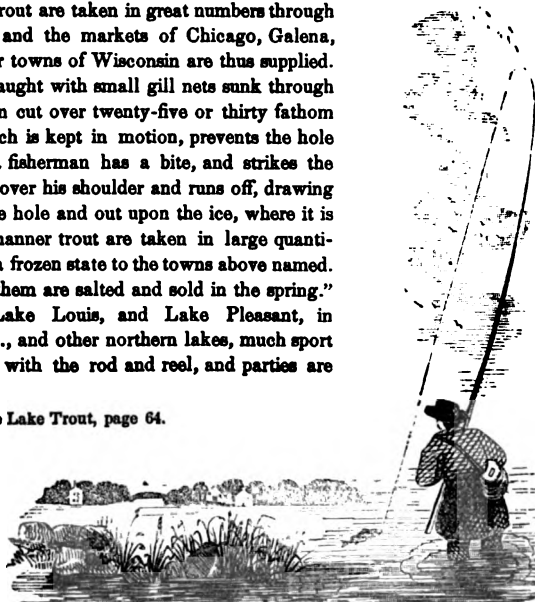 rout are taken in great numbers through
and the markets of Chicago, Galena,
r towns of Wisconsin are thus supplied.
aught with small gill nets sunk through
n cut over twenty-five or thirty fathom
ch is kept in motion, prevents the hole
fisherman has a bite, and strikes the
over his shoulder and runs off, drawing
e hole and out upon the ice, where it is
nanner trout are taken in large quanti-
a frozen state to the towns above named.
hem are salted and sold in the spring.”
Lake Louis, and Lake Pleasant, in
., and other northern lakes, much sport
with the rod and reel, and parties are
e Lake Trout, page 64.